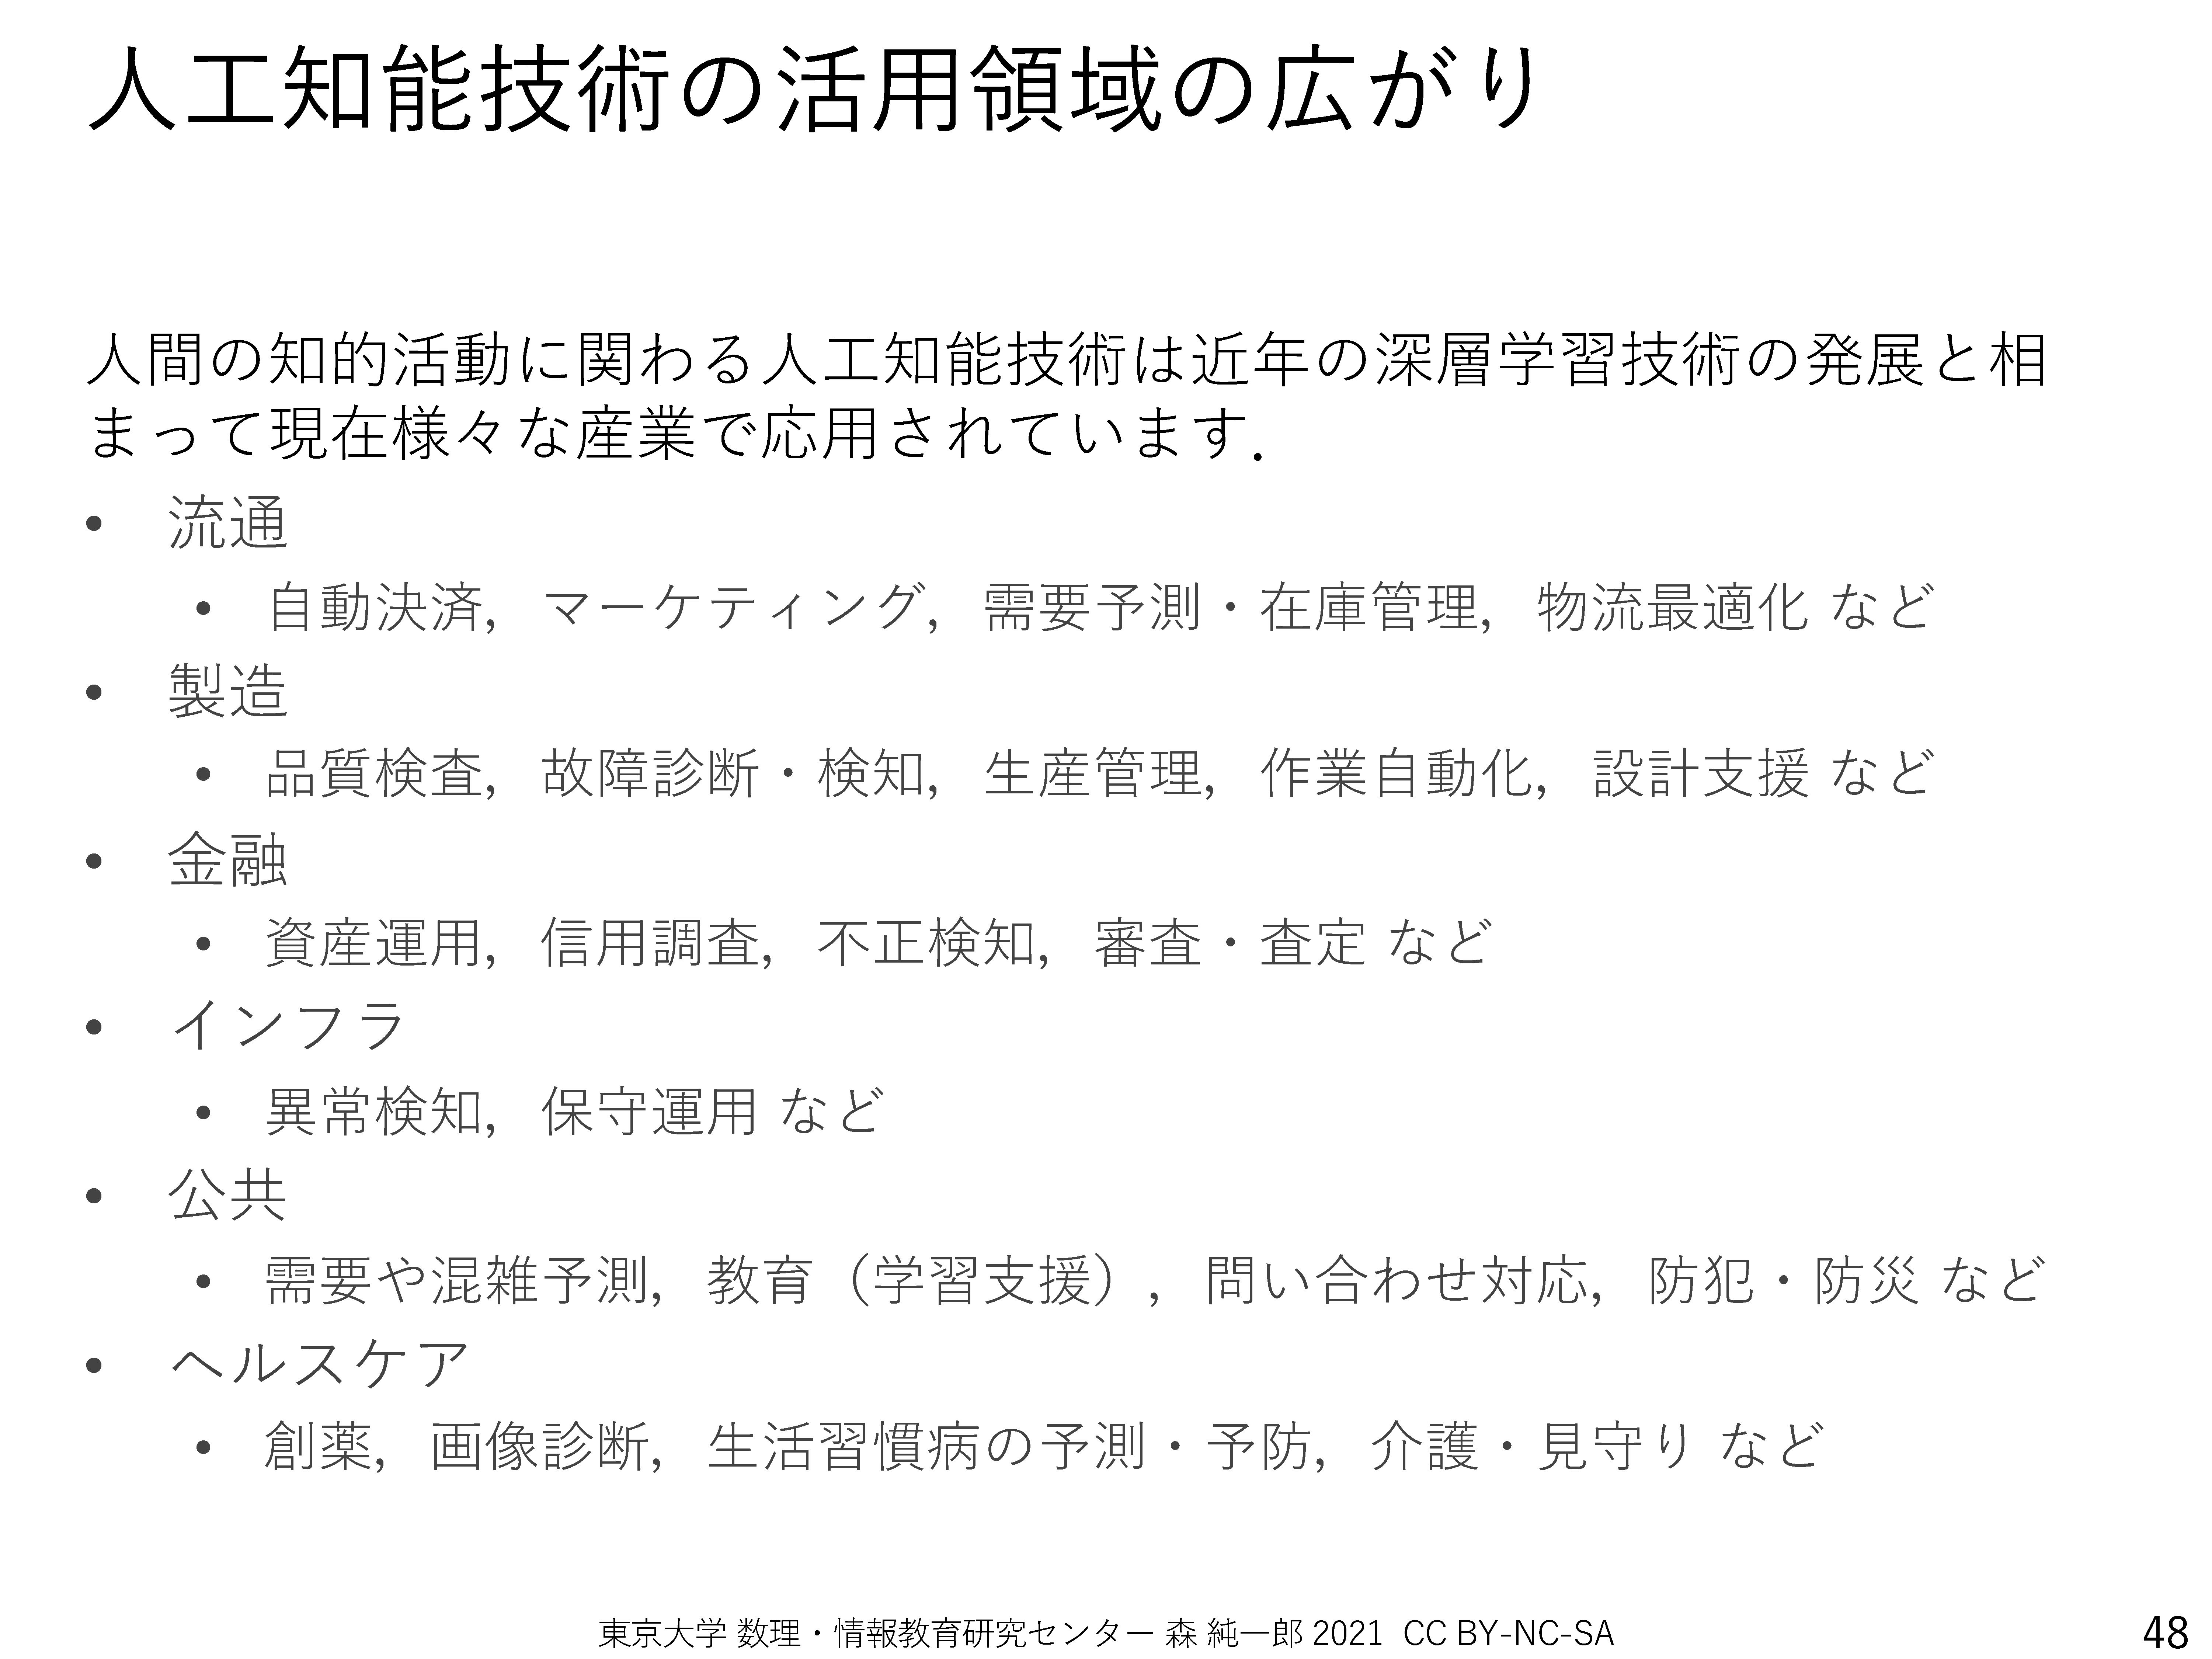 人工知能技術の活用領域の広がり
人間の知的活動に関わる人工知能技術は近年の深層学習技術の発展と相
まって現在様々な産業で応用されています．
• 流通
• 自動決済，マーケティング，需要予測・在庫管理，物流最適化 など
• 製造
• 品質検査，故障診断・検知，生産管理，作業自動化，設計支援 など
• 金融
• 資産運用，信用調査，不正検知，審査・査定 など
• インフラ
• 異常検知，保守運用 など
• 公共
• 需要や混雑予測，教育（学習支援），問い合わせ対応，防犯・防災 など
• ヘルスケア
• 創薬，画像診断，生活習慣病の予測・予防，介護・見守り など
東京大学 数理・情報教育研究センター 森 純一郎 2021 CC BY-NC-SA
48